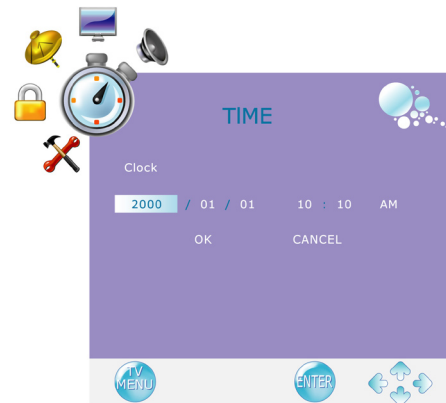 TIME
Clock
2000 / 01 / 01 10 : 10 AM
OK CANCEL
TV
MENU
ENTER